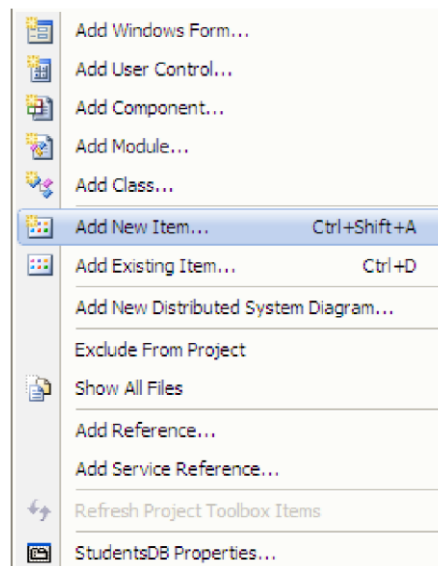 Add Windows Form...
Add User Control...
Add Component...
Add Module...
Add Class...
Add New Item... Ctrl+Shift+A
Add Existing Item... Ctrl+D
Add New Distributed System Diagram...
Exclude From Project
Show All Files
Add Reference...
Add Service Reference...
Refresh Project Toolbox Items
StudentsDB Properties...